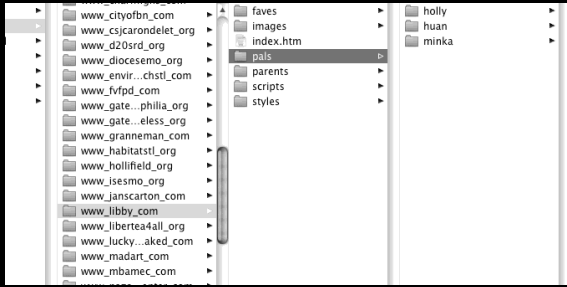 www_cityofbn_com
www_csjcarondelet_org
www_d20srd_org
www_diocesemo_org
www_envir...chstl_com
www_fvfpd_com
www_gate...philia_org
www_gate...eless_org
www_granneman_com
www_habitatstl_org
www_hollifield_org
www_isesmo_org
www_janscarton_com
www_libby_com
www_libertea4all_org
www_lucky...aked_com
www_madart_com
www_mbamec_com
faves
images
index.htm
pals
parents
scripts
styles
holly
huan
minka